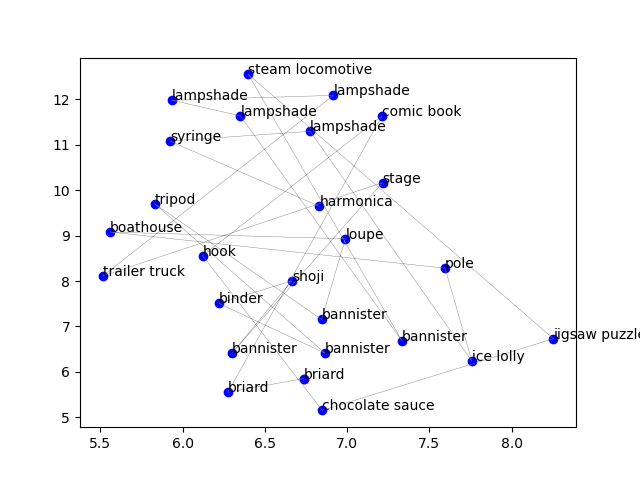 steam locomotive
lampshade
lampshade
lampshade
comic book
lampshade
syringe
stage
tripod
harmonica
boathouse
loupe
hook
pole
trailer truck
shoji
binder
bannister
bannister
jigsaw puzzle
bannister
bannister
ice lolly
briard
briard
chocolate sauce
12
11
10
9
8
7
6
5
5.5 6.0 6.5 7.0 7.5 8.0